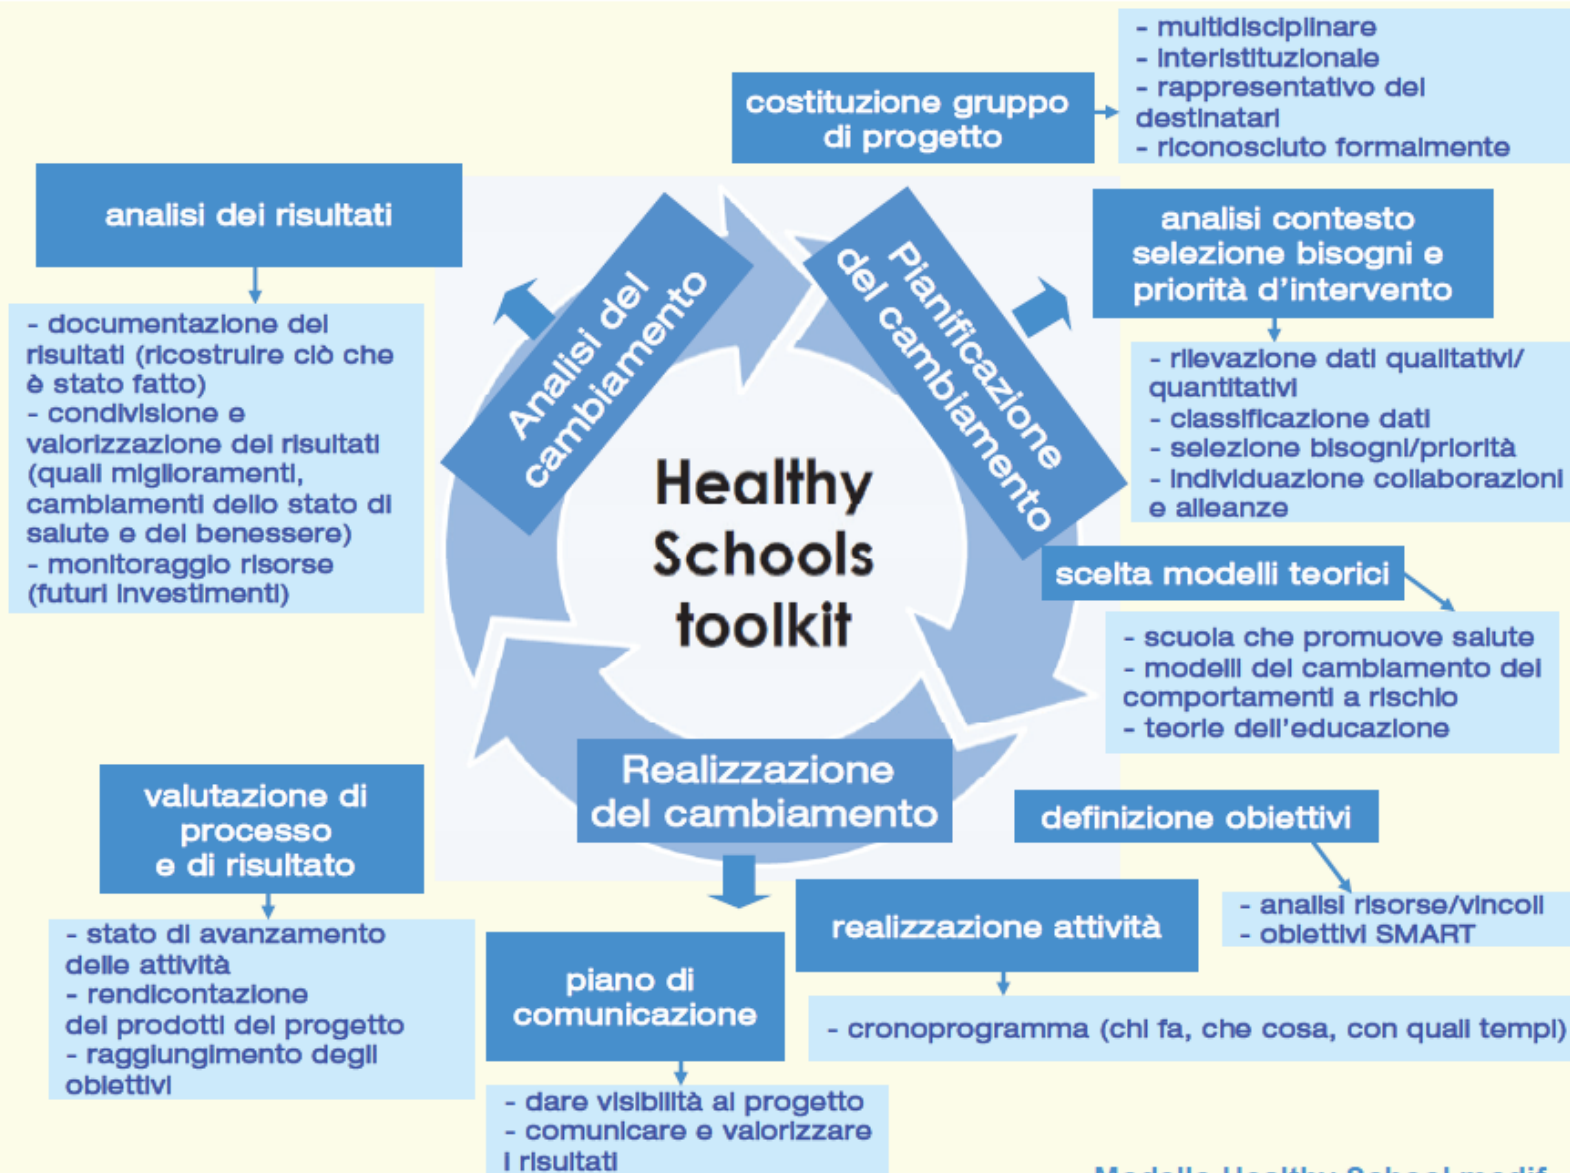 costituzione gruppo
di progetto
- multidisciplinare
- interistituzionale
- rappresentativo dei
destinatari
- riconosciuto formalmente
analisi contesto
selezione bisogni e
priorità d'intervento
- rilevazione dati qualitativi/
quantitativi
- classificazione dati
- selezione bisogni/priorità
- individuazione collaborazioni
e alleanze
scelta modelli teorici
- scuola che promuove salute
- modelli del cambiamento dei
comportamenti a rischio
- teorie dell'educazione
definizione obiettivi
- analisi risorse/vincoli
- obiettivi SMART
realizzazione attività
- cronoprogramma (chi fa, che cosa, con quali tempi)
piano di
comunicazione
- dare visibilità al progetto
- comunicare e valorizzare
i risultati
valutazione di
processo
e di risultato
- stato di avanzamento
delle attività
- rendicontazione
dei prodotti del progetto
- raggiungimento degli
obiettivi
analisi dei risultati
- documentazione dei
risultati (ricostruire ciò che
è stato fatto)
- condivisione e
valorizzazione dei risultati
(quali miglioramenti,
cambiamenti dello stato di
salute e del benessere)
- monitoraggio risorse
(futuri investimenti)
Analisi del
cambiamento
Pianificazione
del cambiamento
Realizzazione
del cambiamento
Healthy
Schools
toolkit
Modello Healthy School modif